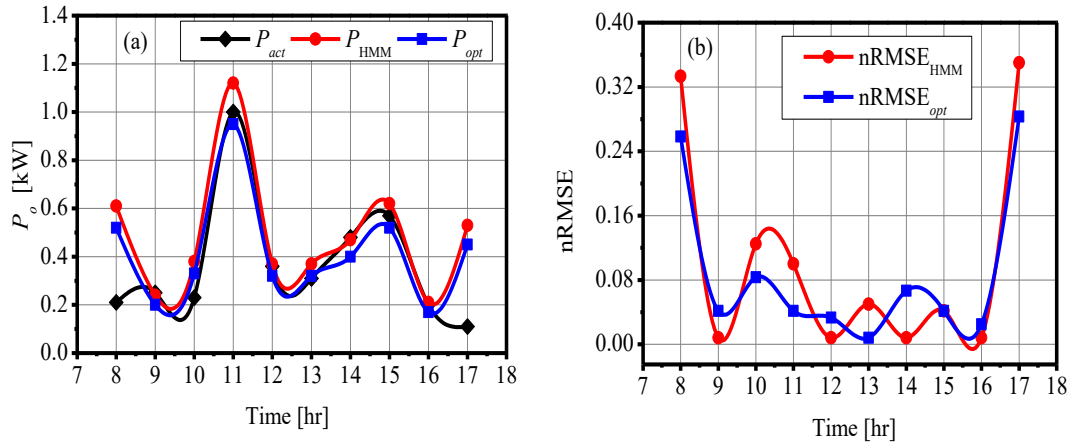 (a)
P_act P_HMM P_opt
1.4
1.2
1.0
0.8
0.6
0.4
0.2
0.0
P_o [kW]
7 8 9 10 11 12 13 14 15 16 17 18
Time [hr]
(b)
nRMSE_HMM
nRMSE_opt
0.40
0.32
0.24
0.16
0.08
0.00
nRMSE
7 8 9 10 11 12 13 14 15 16 17 18
Time [hr]